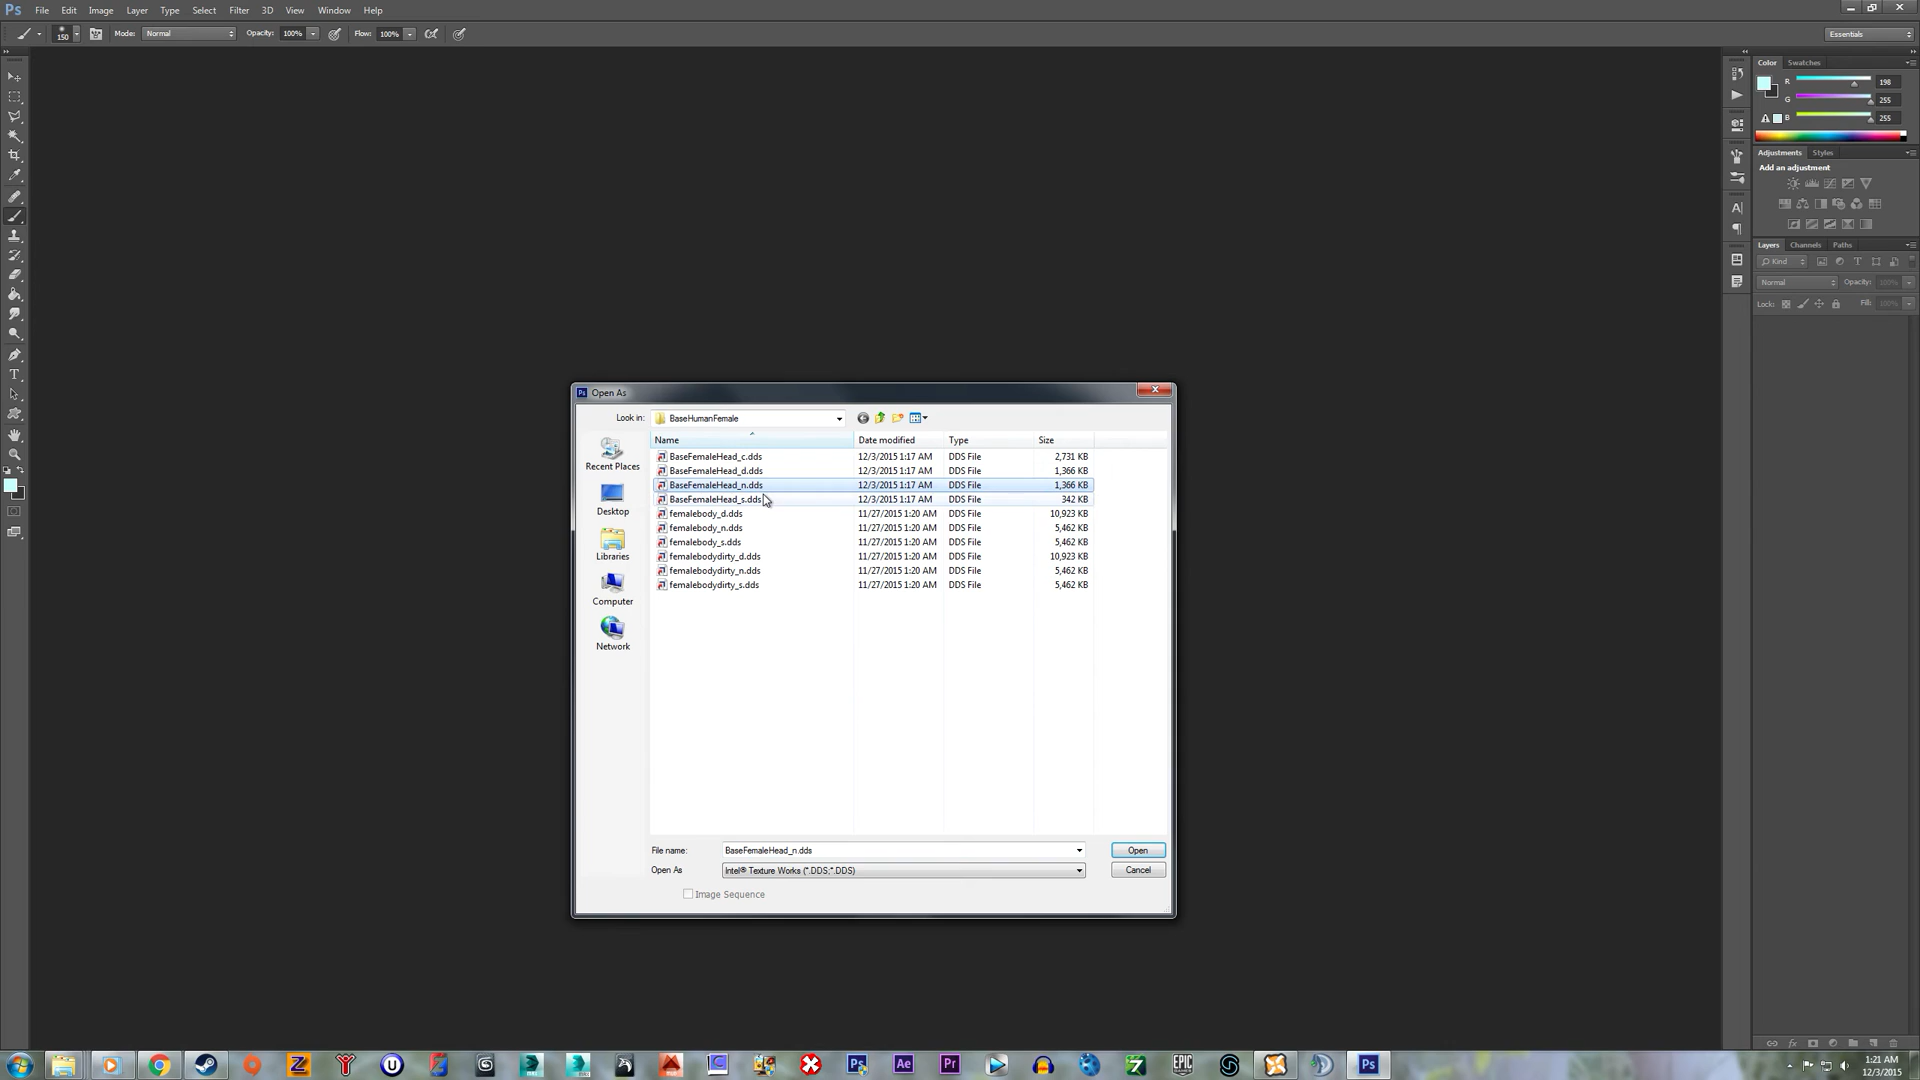 Ps File Edit Image Layer Type Select Filter 3D View Window Help
150 Mode: Normal Opacity: 100% Flow: 100% Essentials
Color Swatches
R 198
G 255
B 255
Adjustments Styles
Add an adjustment
Layers Channels Paths
Kind
Normal Opacity: 100%
Lock: Fill: 100%
Ps Open As
Look in: BaseHumanFemale
Name Date modified Type Size
BaseFemaleHead_c.dds 12/3/2015 1:17 AM DDS File 2,731 KB
BaseFemaleHead_d.dds 12/3/2015 1:17 AM DDS File 1,366 KB
BaseFemaleHead_n.dds 12/3/2015 1:17 AM DDS File 1,366 KB
BaseFemaleHead_s.dds 12/3/2015 1:17 AM DDS File 342 KB
femalebody_d.dds 11/27/2015 1:20 AM DDS File 10,923 KB
femalebody_n.dds 11/27/2015 1:20 AM DDS File 5,462 KB
femalebody_s.dds 11/27/2015 1:20 AM DDS File 5,462 KB
femalebodydirty_d.dds 11/27/2015 1:20 AM DDS File 10,923 KB
femalebodydirty_n.dds 11/27/2015 1:20 AM DDS File 5,462 KB
femalebodydirty_s.dds 11/27/2015 1:20 AM DDS File 5,462 KB
Recent Places
Desktop
Libraries
Computer
Network
File name: BaseFemaleHead_n.dds Open
Open As Intel® Texture Works (*.DDS;*.DDS) Cancel
Image Sequence
Ae Pr EPIC Ps
1:21 AM
12/3/2015